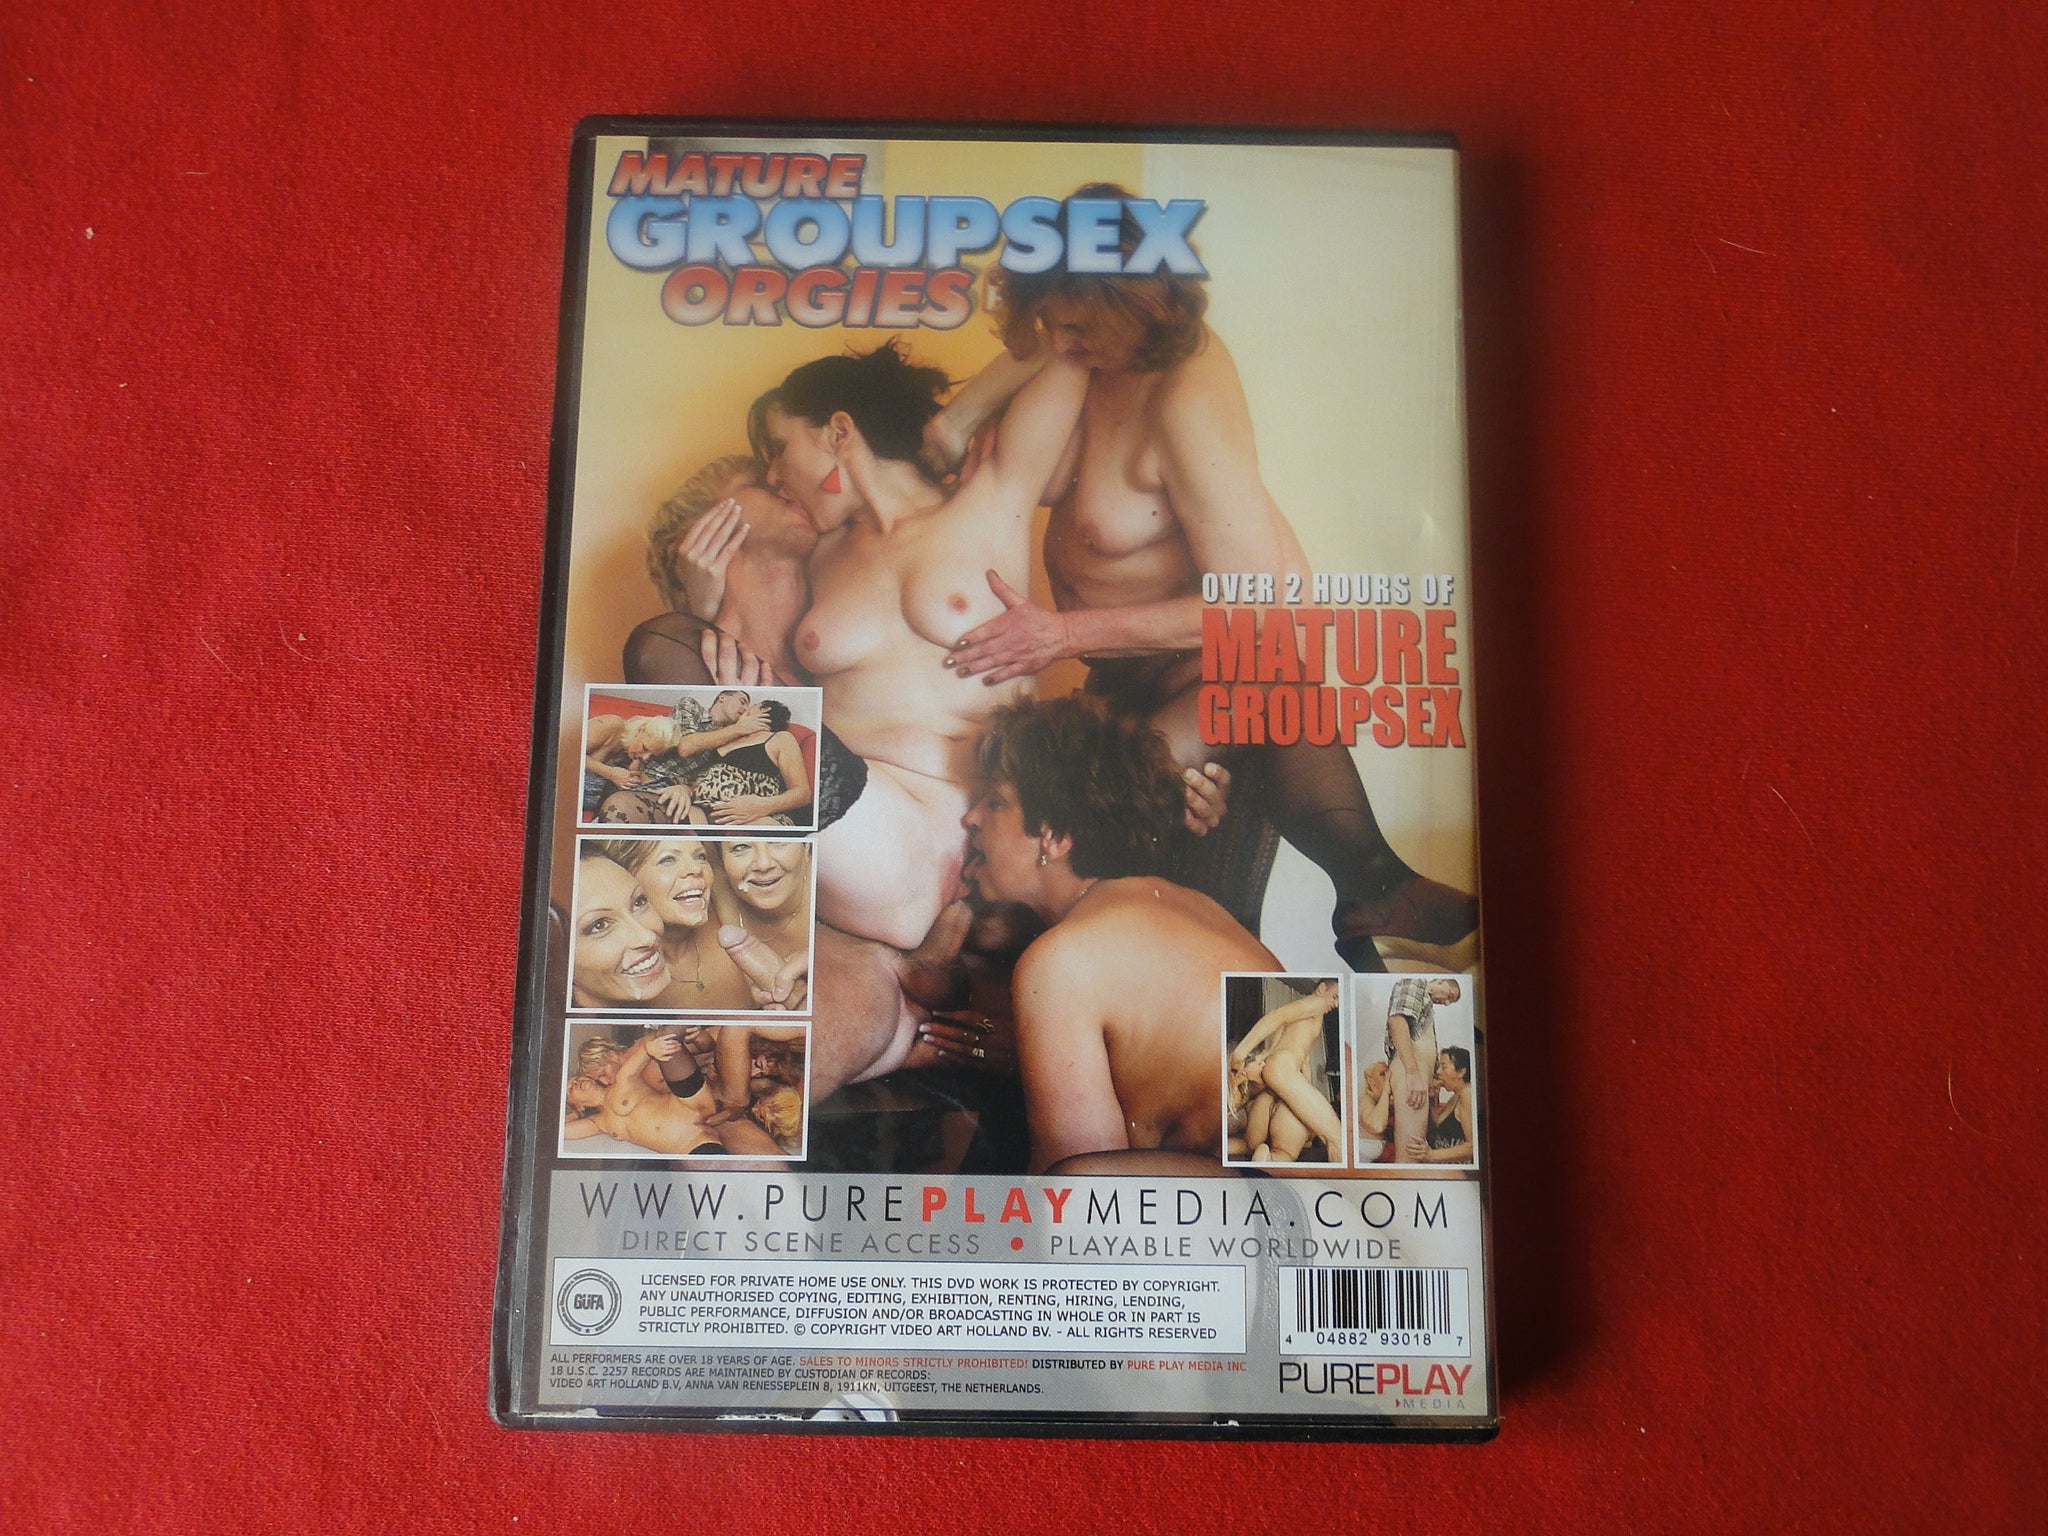 MATURE
GROUPSEX
ORGIES
OVER 2 HOURS OF
MATURE
GROUPSEX
WWW.PUREPLAYMEDIA.COM
DIRECT SCENE ACCESS • PLAYABLE WORLDWIDE
GÜFA
LICENSED FOR PRIVATE HOME USE ONLY. THIS DVD WORK IS PROTECTED BY COPYRIGHT.
ANY UNAUTHORISED COPYING, EDITING, EXHIBITION, RENTING, HIRING, LENDING,
PUBLIC PERFORMANCE, DIFFUSION AND/OR BROADCASTING IN WHOLE OR IN PART IS
STRICTLY PROHIBITED. © COPYRIGHT VIDEO ART HOLLAND BV. - ALL RIGHTS RESERVED
4 04882 93018 7
ALL PERFORMERS ARE OVER 18 YEARS OF AGE. SALES TO MINORS STRICTLY PROHIBITED! DISTRIBUTED BY PURE PLAY MEDIA INC
18 U.S.C. 2257 RECORDS ARE MAINTAINED BY CUSTODIAN OF RECORDS:
VIDEO ART HOLLAND B.V, ANNA VAN RENESSEPLEIN 8, 1911KN, UITGEEST, THE NETHERLANDS.
PUREPLAY
MEDIA